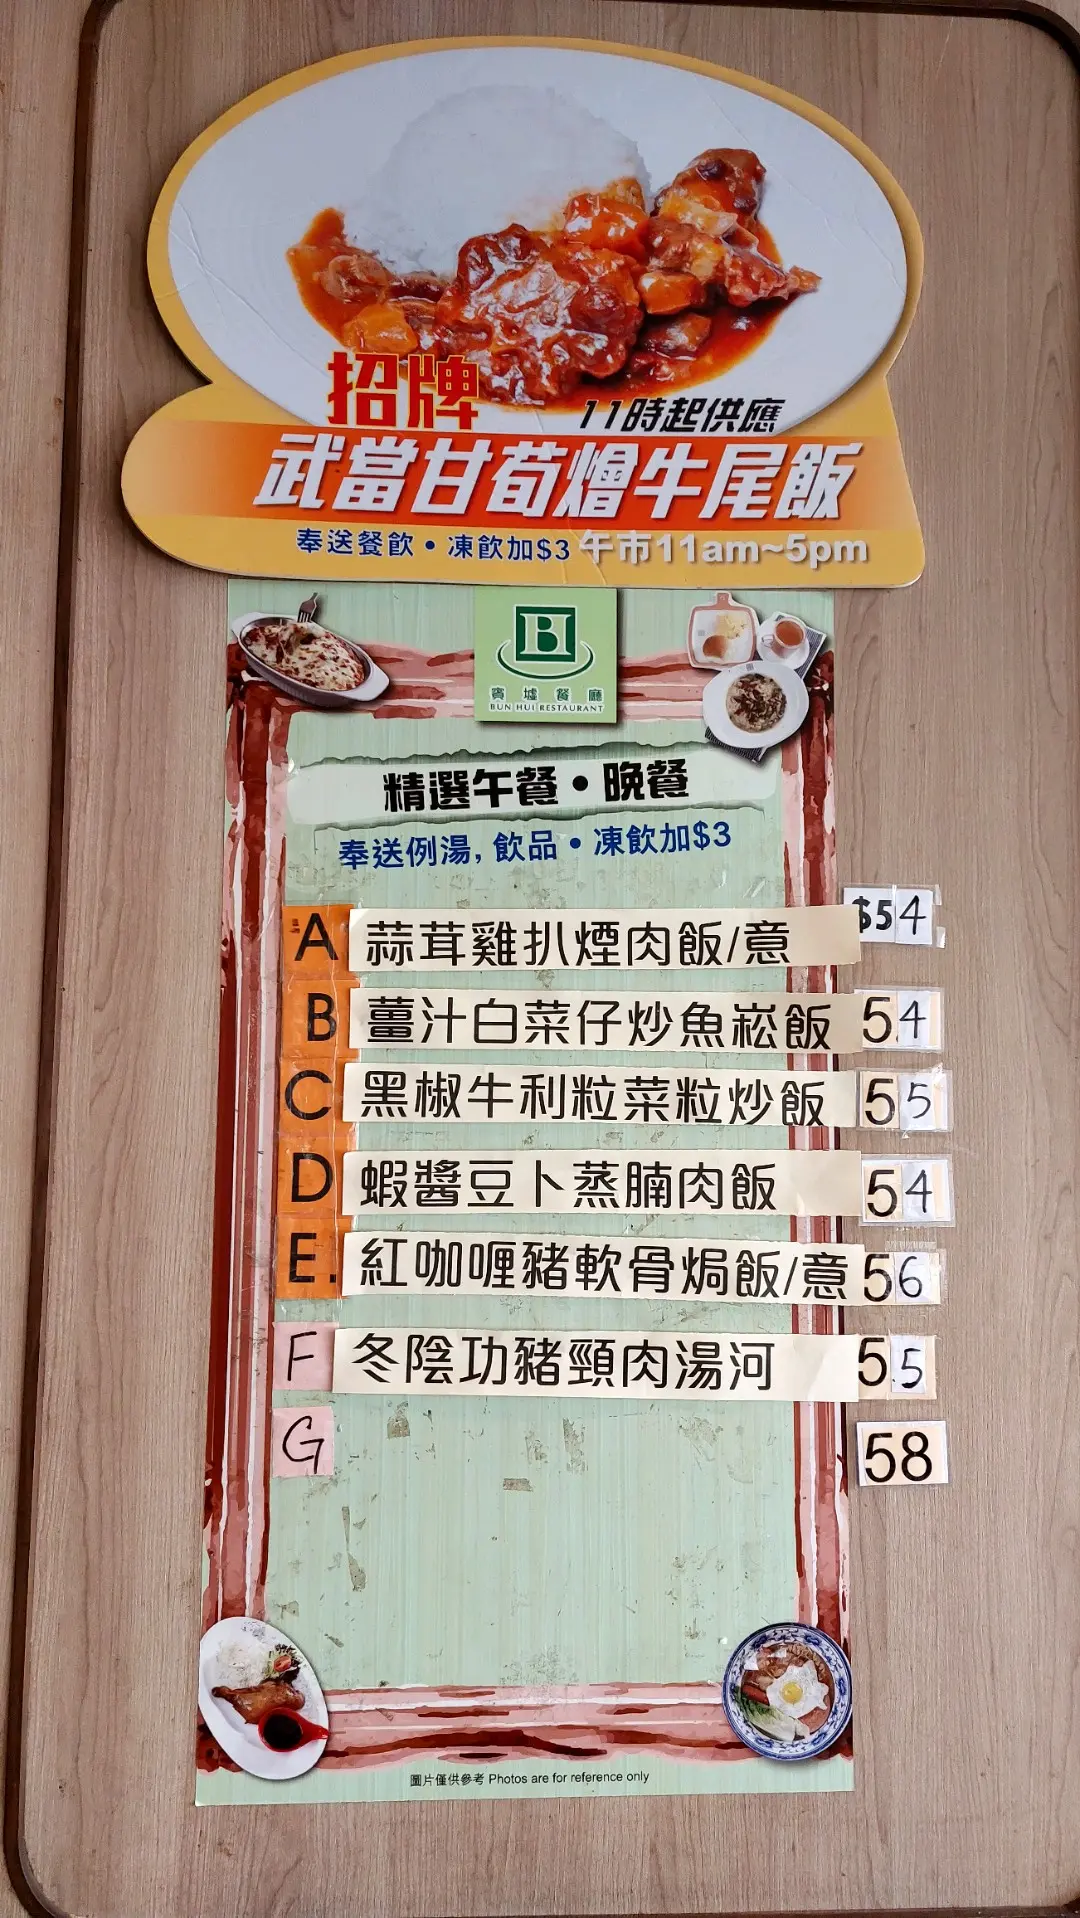 招牌
11時起供應
武當甘荀燴牛尾飯
奉送餐飲•凍飲加$3 午市11am~5pm
B
賓墟餐廳
BUN HUI RESTAURANT
精選午餐•晚餐
奉送例湯, 飲品•凍飲加$3
A 蒜茸雞扒煙肉飯/意 $54
B 薑汁白菜仔炒魚崧飯 54
C 黑椒牛利粒菜粒炒飯 55
D 蝦醬豆卜蒸腩肉飯 54
E. 紅咖喱豬軟骨焗飯/意 56
F 冬陰功豬頸肉湯河 55
G 58
圖片僅供參考 Photos are for reference only